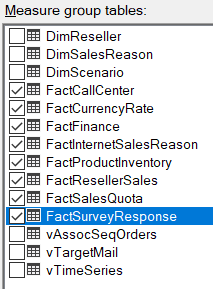 Measure group tables:
DimReseller
DimSalesReason
DimScenario
FactCallCenter
FactCurrencyRate
FactFinance
FactInternetSalesReason
FactProductInventory
FactResellerSales
FactSalesQuota
FactSurveyResponse
vAssocSeqOrders
vTargetMail
vTimeSeries